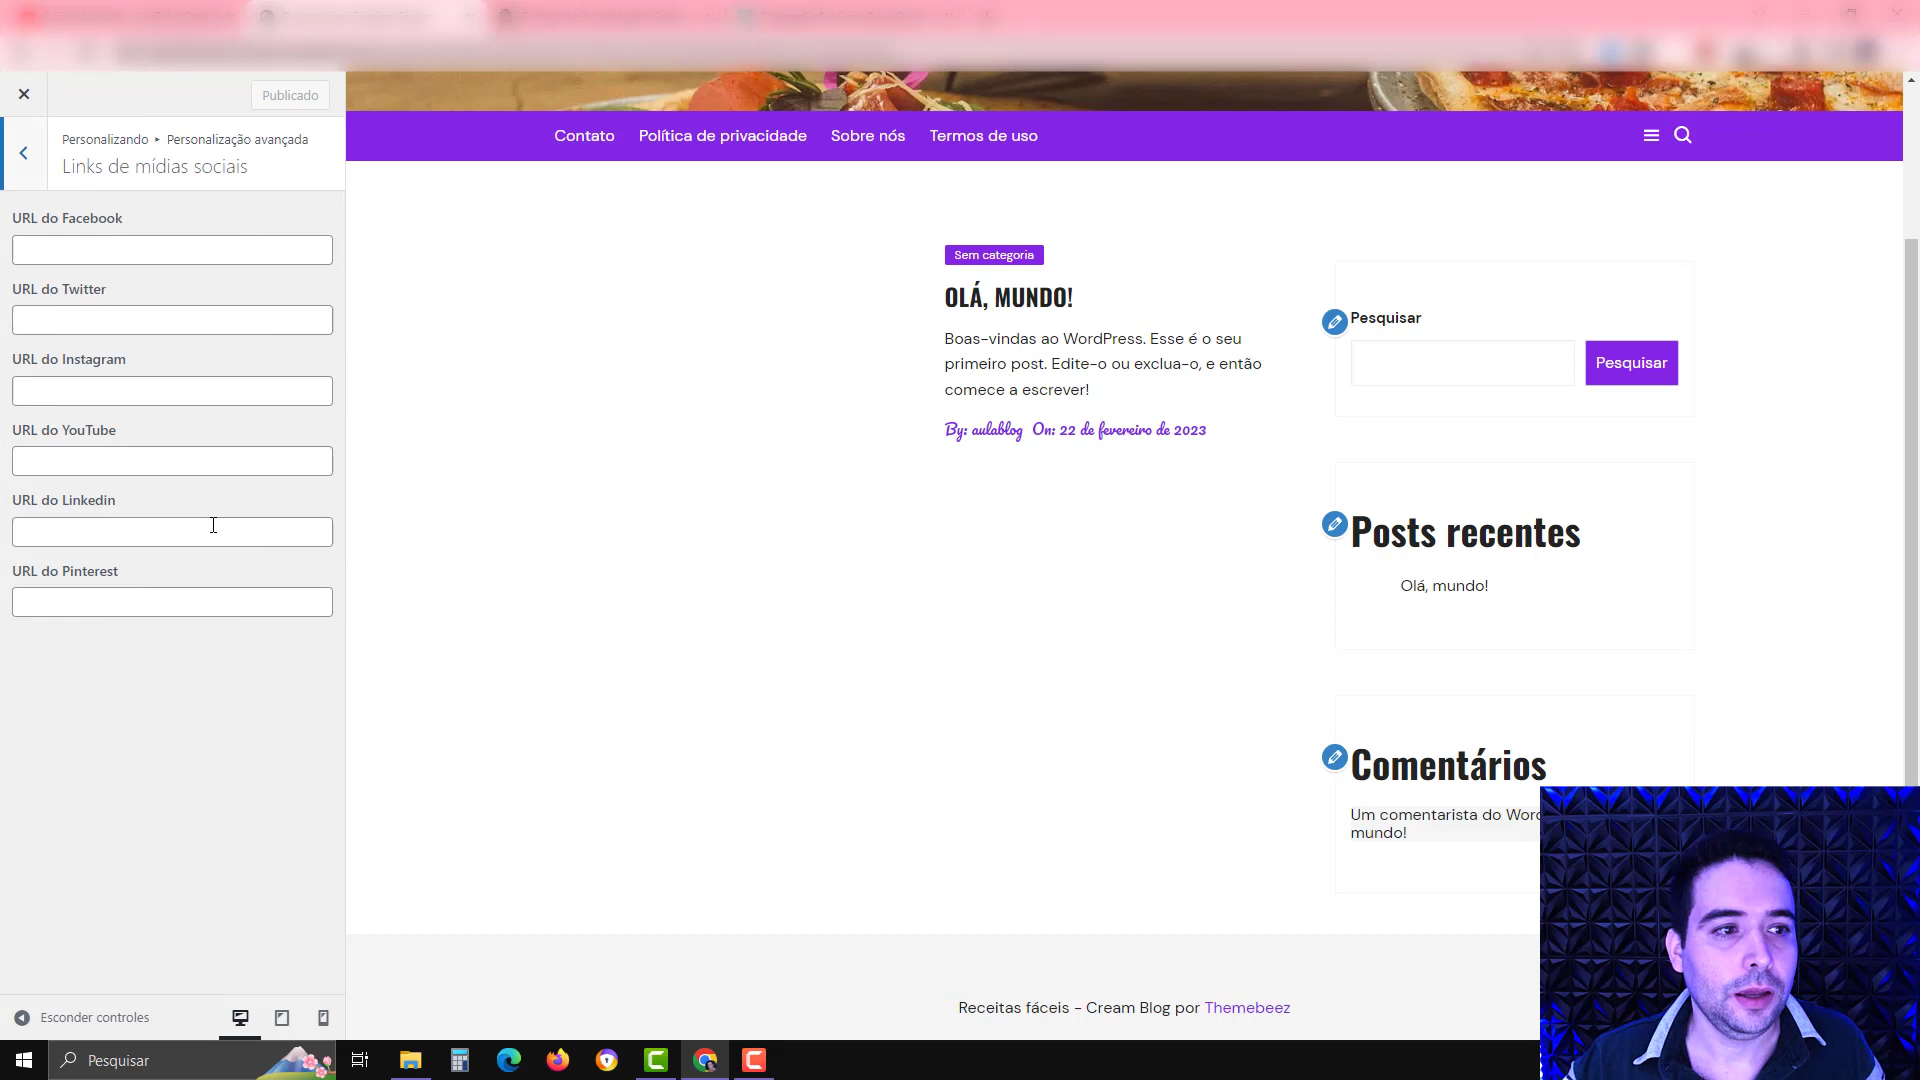 Publicado
Personalizando ▸ Personalização avançada
Links de mídias sociais
URL do Facebook
URL do Twitter
URL do Instagram
URL do YouTube
URL do Linkedin
URL do Pinterest
Esconder controles
Contato Política de privacidade Sobre nós Termos de uso
Sem categoria
OLÁ, MUNDO!
Boas-vindas ao WordPress. Esse é o seu
primeiro post. Edite-o ou exclua-o, e então
comece a escrever!
By: aulablog On: 22 de fevereiro de 2023
Pesquisar
Pesquisar
Posts recentes
Olá, mundo!
Comentários
Um comentarista do
mundo!
Receitas fáceis - Cream Blog por Themebeez
Pesquisar